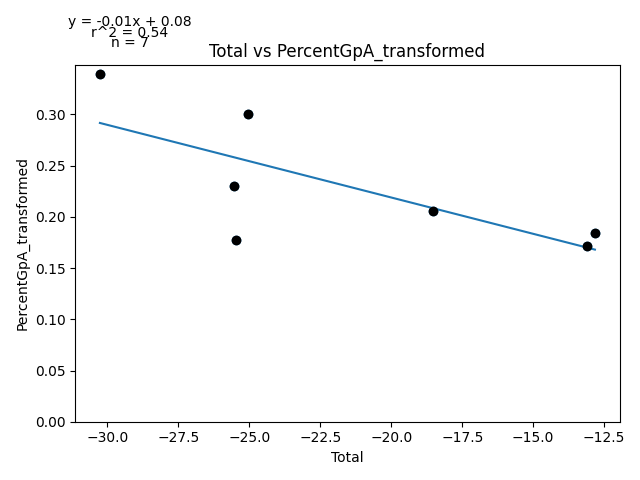 y = -0.01x + 0.08
r^2 = 0.54
n = 7
Total vs PercentGpA_transformed
PercentGpA_transformed
0.30
0.25
0.20
0.15
0.10
0.05
0.00
−30.0 −27.5 −25.0 −22.5 −20.0 −17.5 −15.0 −12.5
Total